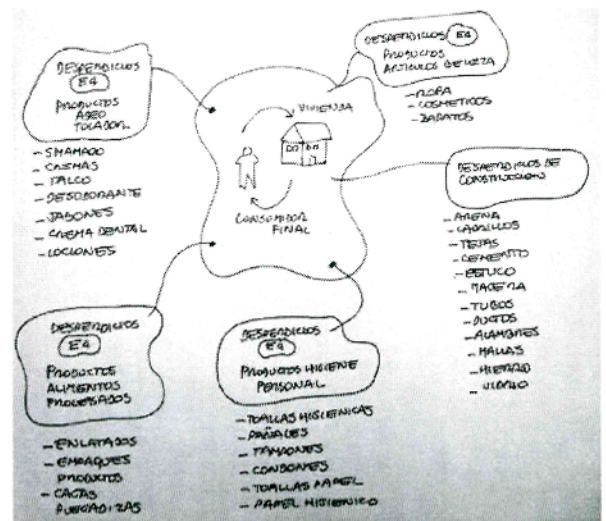 DESPERDICIOS
E4
PRODUCTOS
ASEO
TOCADOR
- SHAMPOO
- CREMAS
- TALCO
- DESODORANTE
- JABONES
- CREMA DENTAL
- LOCIONES
DESPERDICIOS E4
PRODUCTOS
ARTICULOS BELLEZA
- ROPA
- COSMETICOS
- ZAPATOS
VIVIENDA
CONSUMIDOR
FINAL
DESPERDICIOS DE
CONSTRUCCION
- ARENA
- LADRILLOS
- TEJAS
- CEMENTO
- ESTUCO
- MADERA
- TUBOS
- DUCTOS
- ALAMBRES
- MALLAS
- HIERRO
- VIDRIO
DESPERDICIOS
E4
PRODUCTOS
ALIMENTOS
PROCESADOS
- ENLATADOS
- EMPAQUES
PRODUCTOS
- CAJAS
DESPERDICIOS
E4
PRODUCTOS HIGIENE
PERSONAL
- TOALLAS HIGIENICAS
- PAÑALES
- TAMPONES
- CONDONES
- TOALLAS PAPEL
- PAPEL HIGIENICO